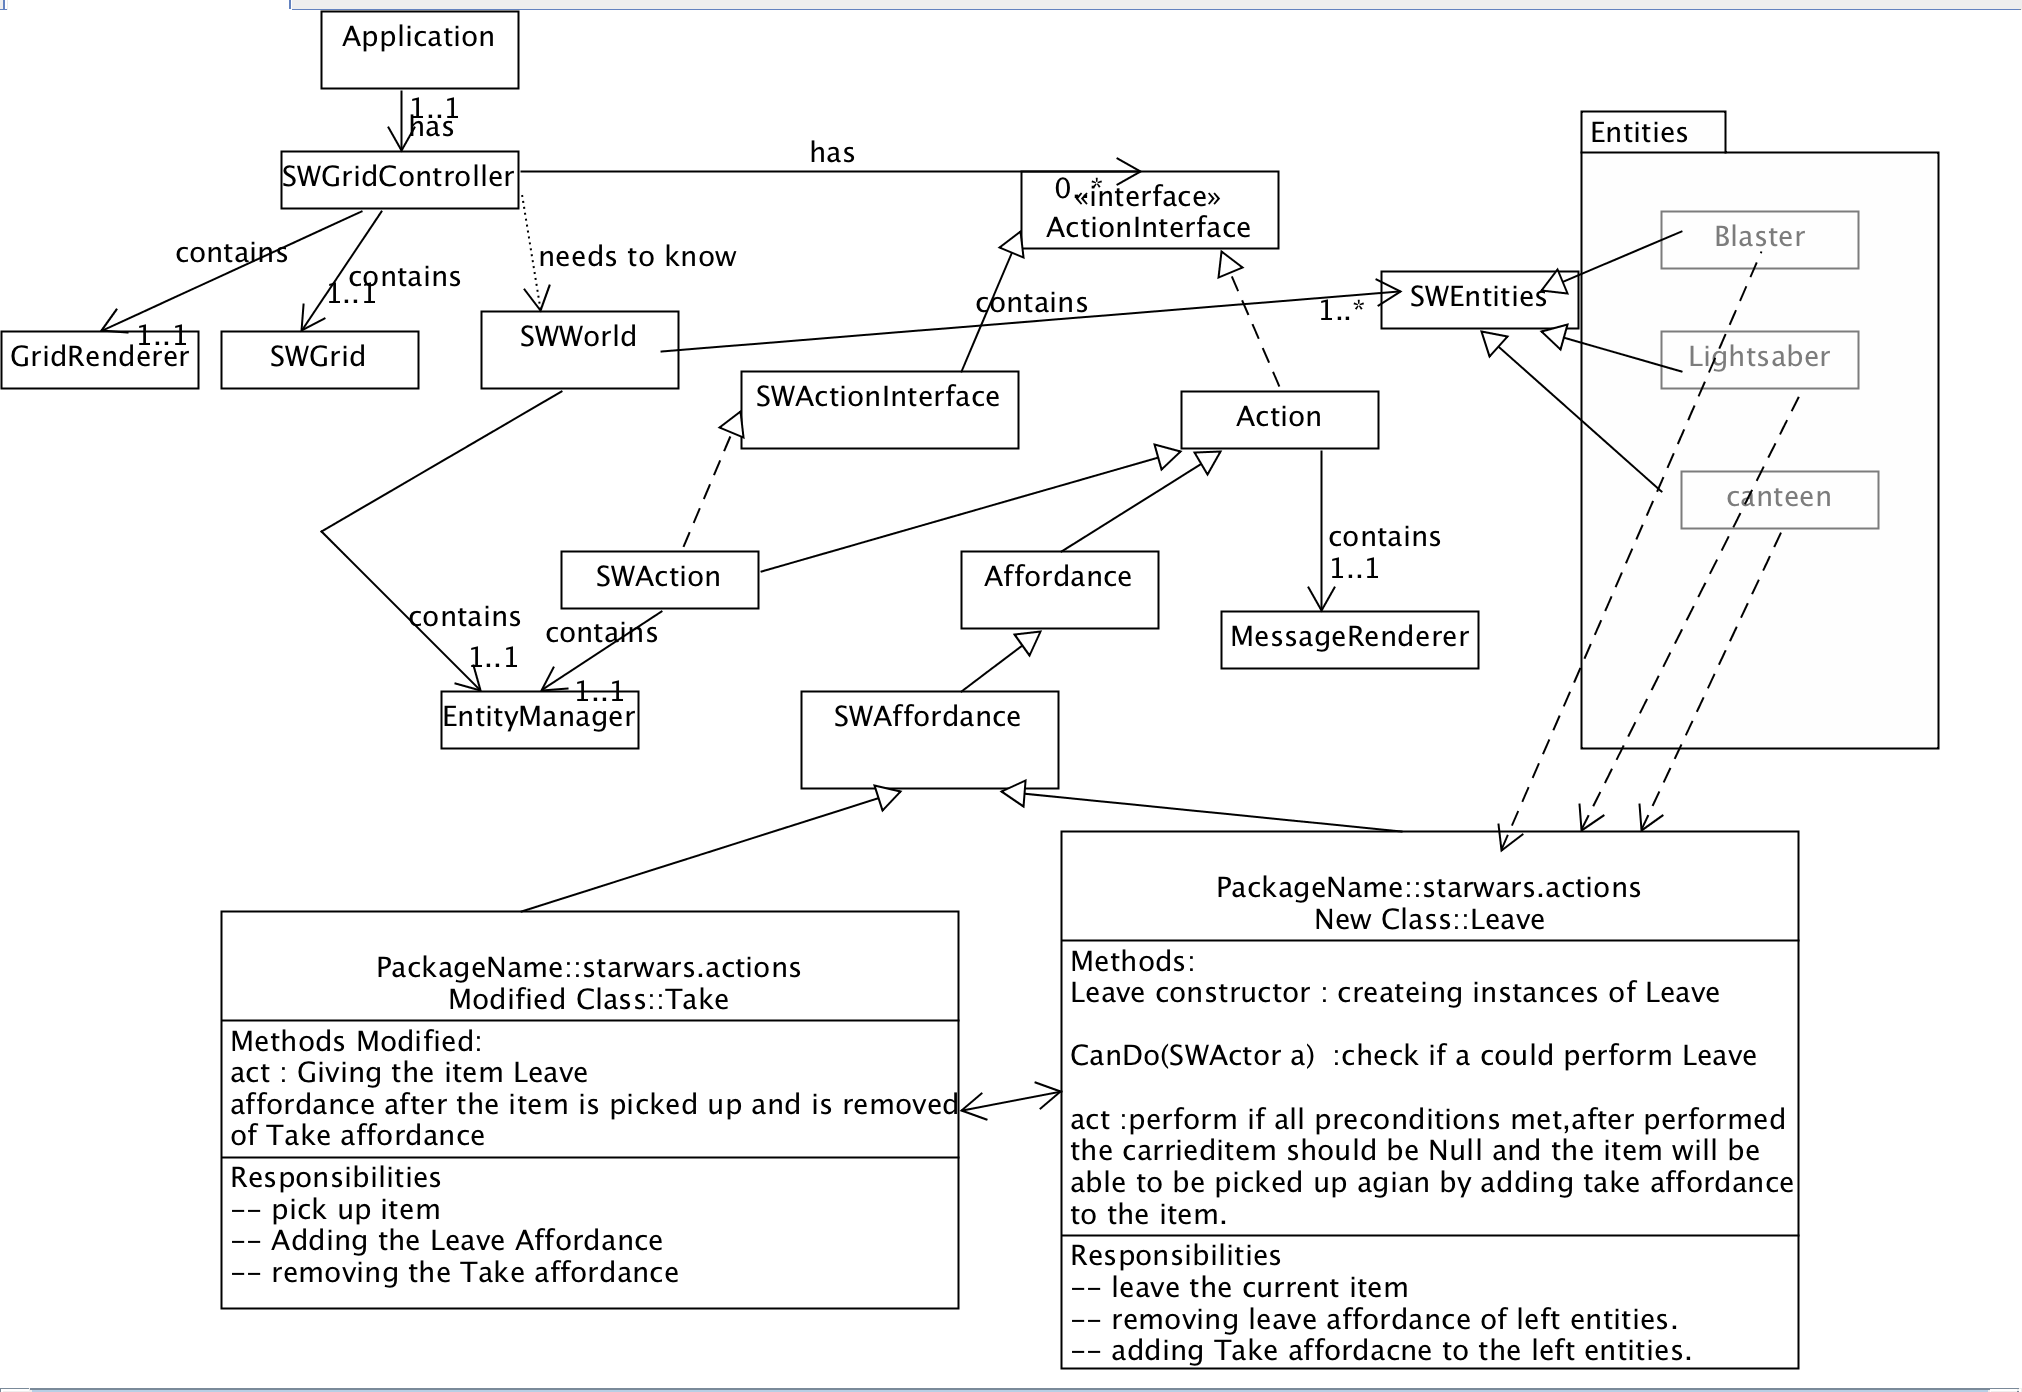 Application
1..1
has
SWGridController
has
0..*
«interface»
ActionInterface
Entities
Blaster
contains
contains
1..1
needs to know
contains
1..*
SWEntities
1..1
GridRenderer
SWGrid
SWWorld
Lightsaber
SWActionInterface
Action
canteen
contains
1..1
SWAction
Affordance
contains
1..1
contains
1..1
MessageRenderer
EntityManager
SWAffordance
PackageName::starwars.actions
Modified Class::Take
Methods Modified:
act : Giving the item Leave
affordance after the item is picked up and is removed
of Take affordance
Responsibilities
-- pick up item
-- Adding the Leave Affordance
-- removing the Take affordance
PackageName::starwars.actions
New Class::Leave
Methods:
Leave constructor : createing instances of Leave
CanDo(SWActor a)  :check if a could perform Leave
act :perform if all preconditions met,after performed
the carrieditem should be Null and the item will be
able to be picked up agian by adding take affordance
to the item.
Responsibilities
-- leave the current item
-- removing leave affordance of left entities.
-- adding Take affordacne to the left entities.